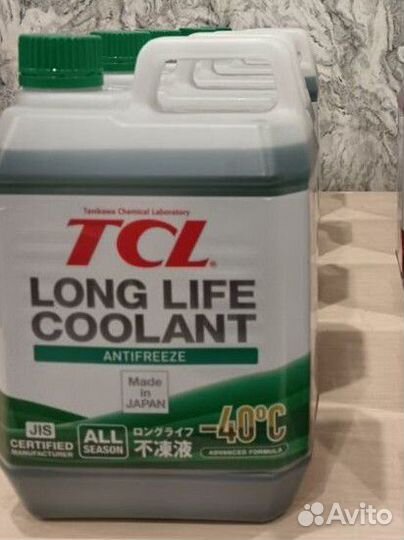 Tanikawa Chemical Laboratory
TCL®
LONG LIFE
COOLANT
ANTIFREEZE
Made
in
JAPAN
JIS
CERTIFIED
MANUFACTURER
ALL
SEASON
ロングライフ
不凍液
-40°C
ADVANCED FORMULA
Avito